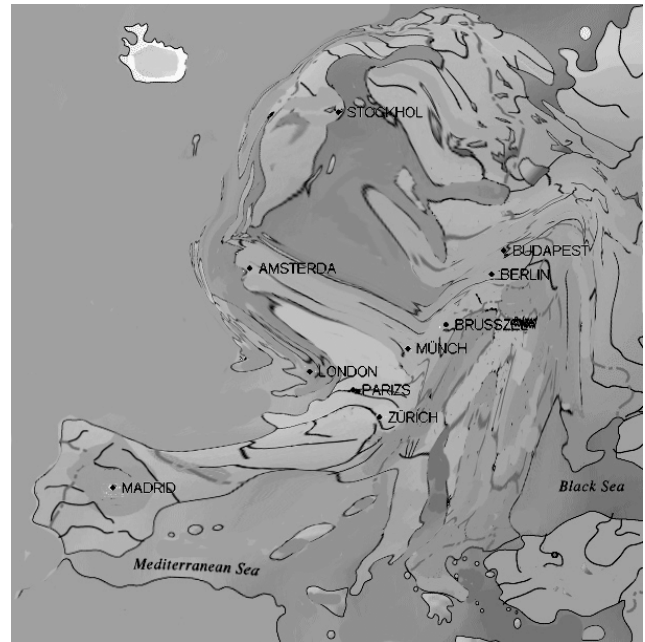 STOCKHOL
BUDAPEST
AMSTERDA
BERLIN
BRUSSZEL
MÜNCH
LONDON
PARIZS
ZÜRICH
MADRID
Black Sea
Mediterranean Sea